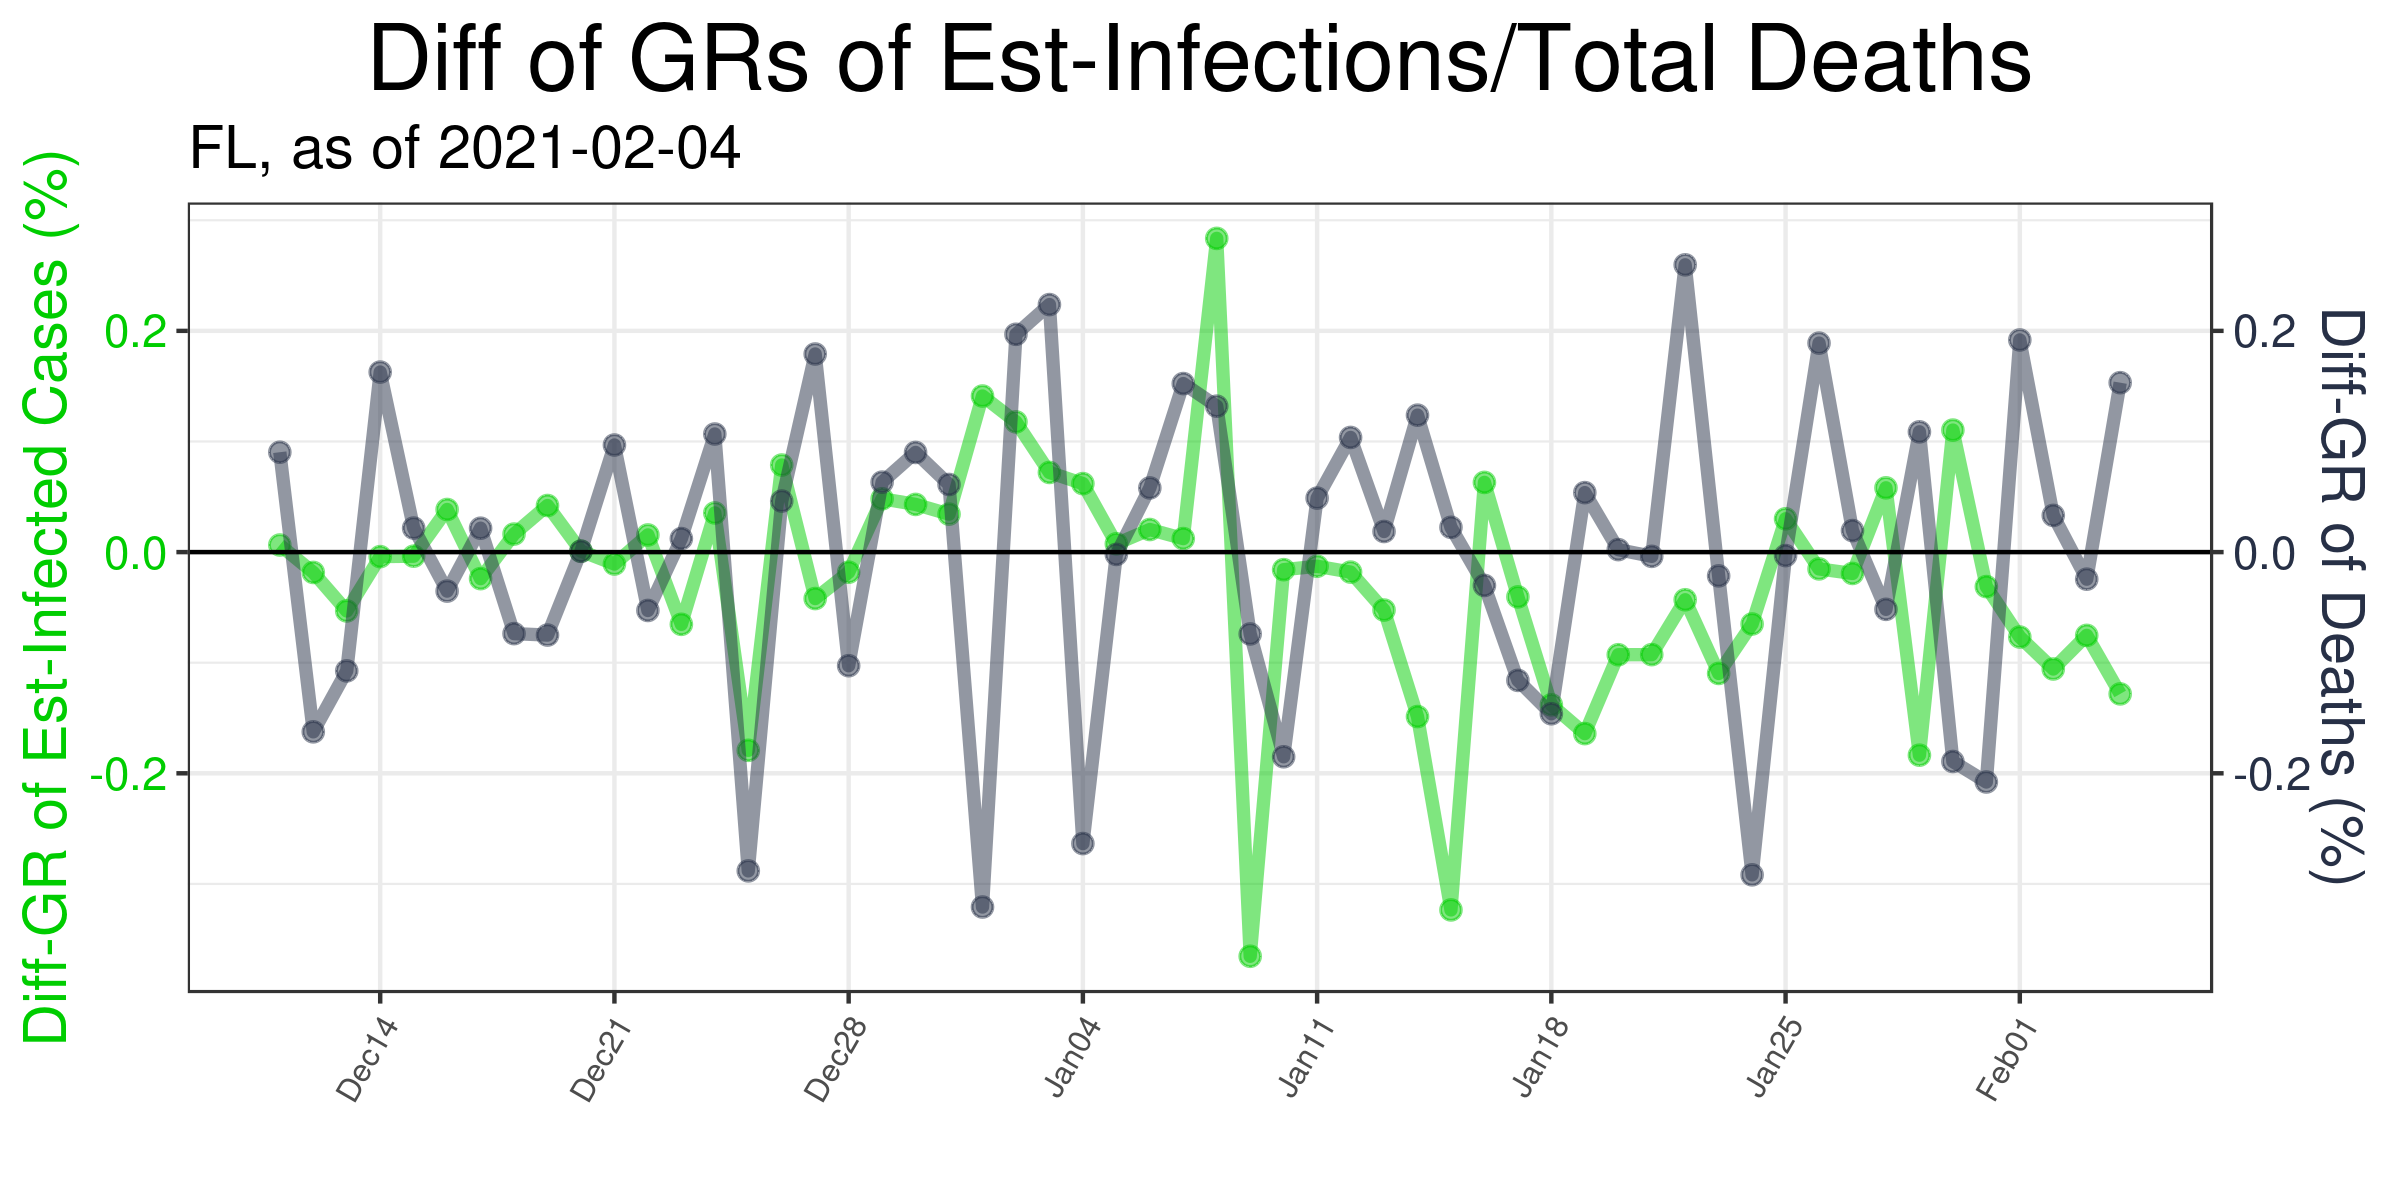 Diff of GRs of Est-Infections/Total Deaths
FL, as of 2021-02-04
Diff-GR of Est-Infected Cases (%)
0.2
0.0
-0.2
0.2
0.0
-0.2
Diff-GR of Deaths (%)
Dec14
Dec21
Dec28
Jan04
Jan11
Jan18
Jan25
Feb01